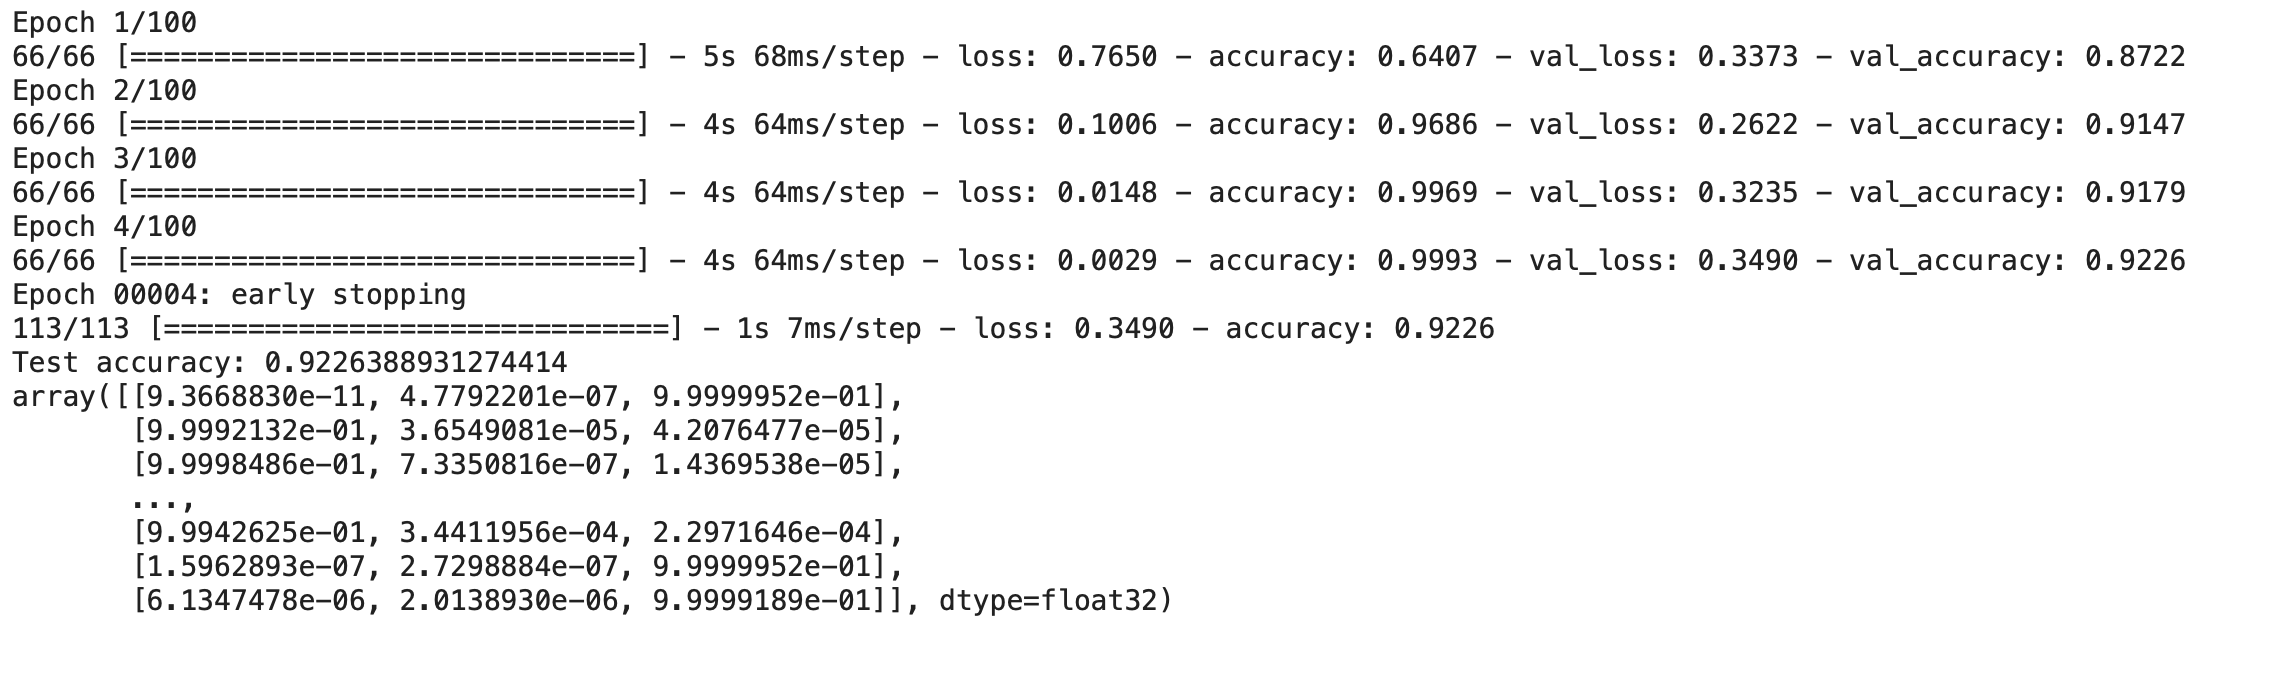 Epoch 1/100
66/66 [==============================] - 5s 68ms/step - loss: 0.7650 - accuracy: 0.6407 - val_loss: 0.3373 - val_accuracy: 0.8722
Epoch 2/100
66/66 [==============================] - 4s 64ms/step - loss: 0.1006 - accuracy: 0.9686 - val_loss: 0.2622 - val_accuracy: 0.9147
Epoch 3/100
66/66 [==============================] - 4s 64ms/step - loss: 0.0148 - accuracy: 0.9969 - val_loss: 0.3235 - val_accuracy: 0.9179
Epoch 4/100
66/66 [==============================] - 4s 64ms/step - loss: 0.0029 - accuracy: 0.9993 - val_loss: 0.3490 - val_accuracy: 0.9226
Epoch 00004: early stopping
113/113 [==============================] - 1s 7ms/step - loss: 0.3490 - accuracy: 0.9226
Test accuracy: 0.9226388931274414
array([[9.3668830e-11, 4.7792201e-07, 9.9999952e-01],
       [9.9992132e-01, 3.6549081e-05, 4.2076477e-05],
       [9.9998486e-01, 7.3350816e-07, 1.4369538e-05],
       ...,
       [9.9942625e-01, 3.4411956e-04, 2.2971646e-04],
       [1.5962893e-07, 2.7298884e-07, 9.9999952e-01],
       [6.1347478e-06, 2.0138930e-06, 9.9999189e-01]], dtype=float32)